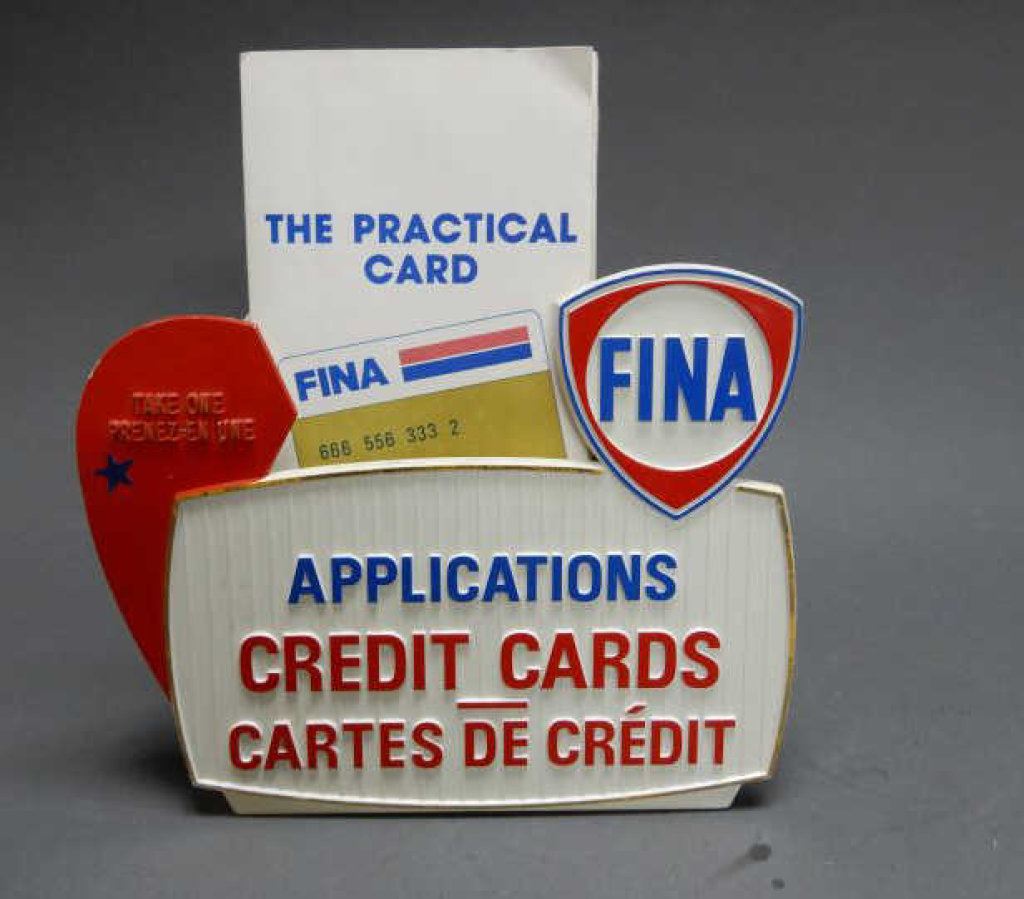 THE PRACTICAL
CARD
FINA
666 556 333 2
FINA
TAKE ONE
PRENEZ-EN UNE
APPLICATIONS
CREDIT CARDS
CARTES DE CRÉDIT